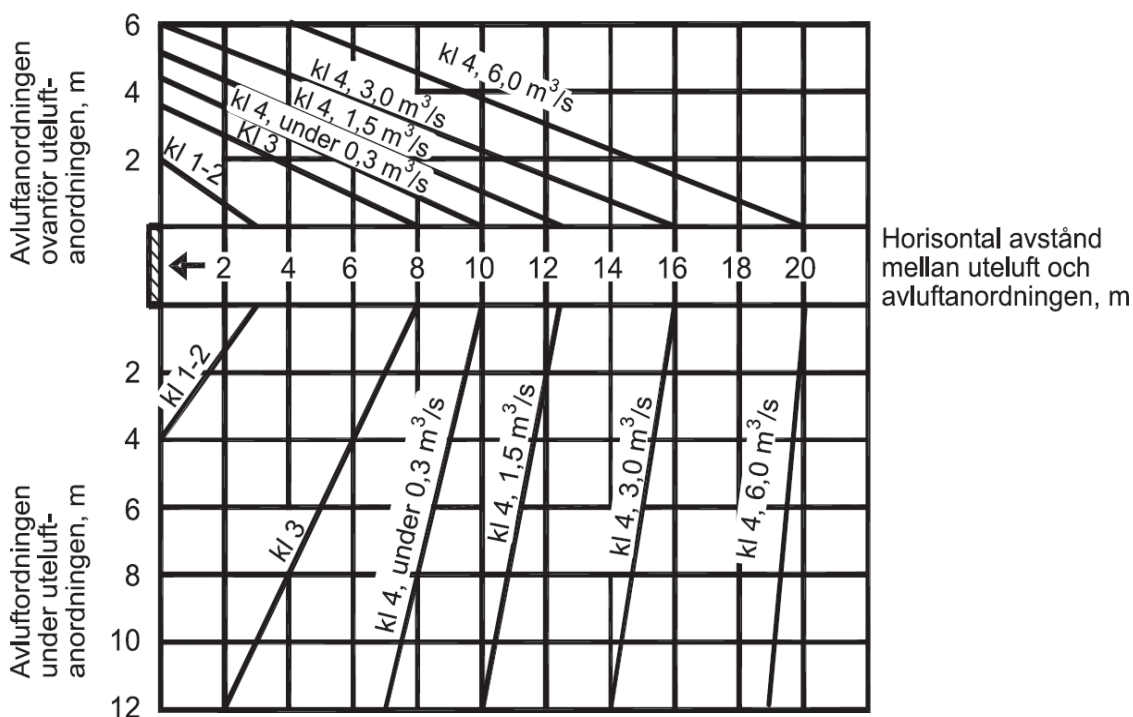 Avluftanordningen
ovanför uteluft-
anordningen, m
6
4
2
kl 4, 6,0 m³/s
kl 4, 3,0 m³/s
kl 4, 1,5 m³/s
kl 4, under 0,3 m³/s
Kl 3
kl 1-2
2 4 6 8 10 12 14 16 18 20
Horisontal avstånd
mellan uteluft och
avluftanordningen, m
Avluftordningen
under uteluft-
anordningen, m
2
4
6
8
10
12
kl 1-2
kl 3
kl 4, under 0,3 m³/s
kl 4, 1,5 m³/s
kl 4, 3,0 m³/s
kl 4, 6,0 m³/s